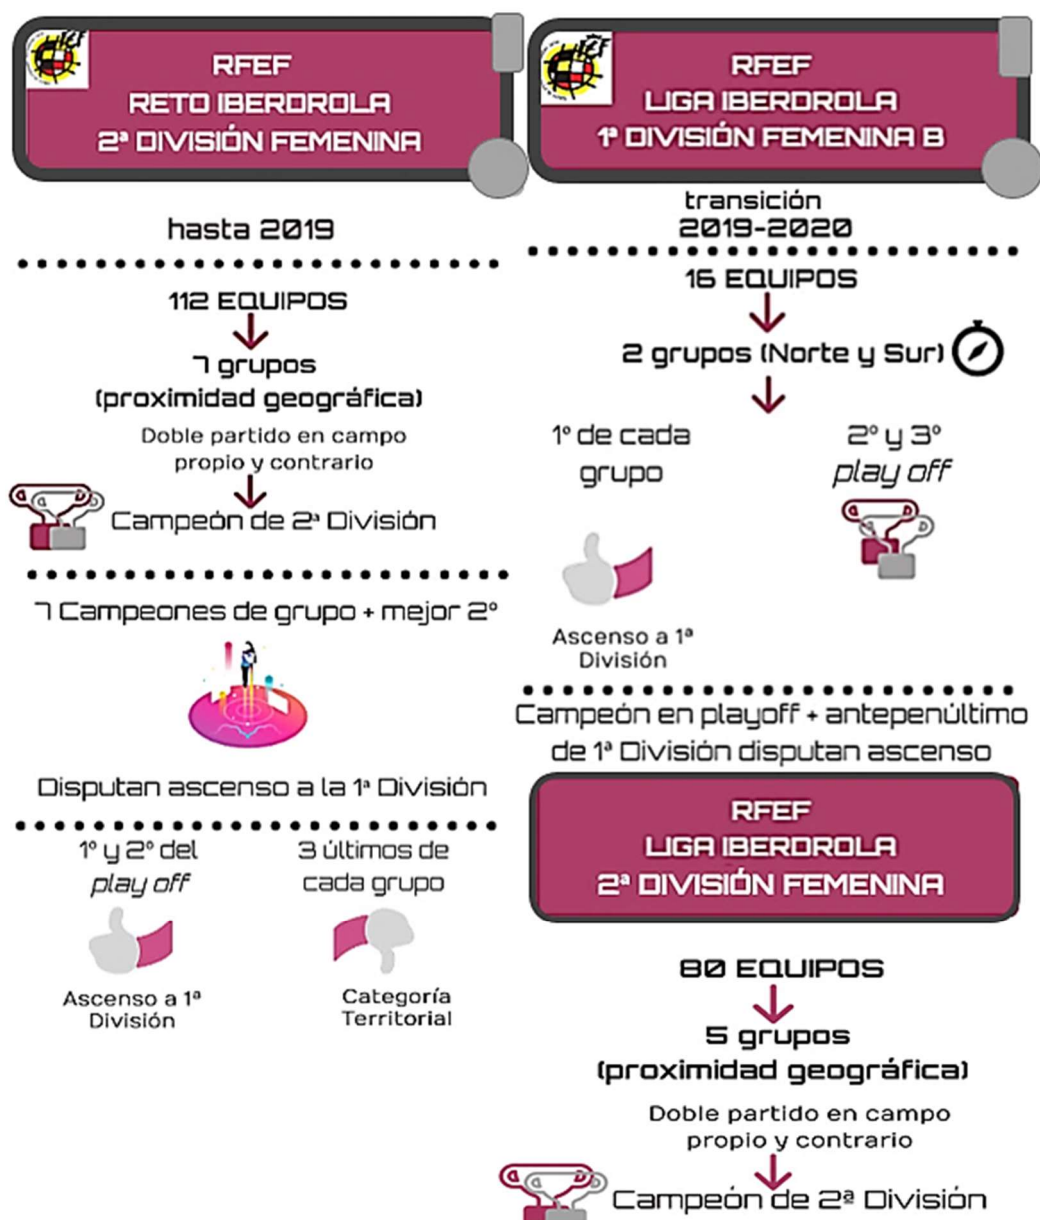 RFEF
RETO IBERDROLA
2ª DIVISIÓN FEMENINA
hasta 2019
112 EQUIPOS
7 grupos
(proximidad geográfica)
Doble partido en campo
propio y contrario
Campeón de 2ª División
7 Campeones de grupo + mejor 2º
Disputan ascenso a la 1ª División
1º y 2º del
play off
Ascenso a 1ª
División
3 últimos de
cada grupo
Categoría
Territorial
RFEF
LIGA IBERDROLA
1ª DIVISIÓN FEMENINA B
transición
2019-2020
16 EQUIPOS
2 grupos (Norte y Sur)
1º de cada
grupo
Ascenso a 1ª
División
2º y 3º
play off
Campeón en playoff + antepenúltimo
de 1ª División disputan ascenso
RFEF
LIGA IBERDROLA
2ª DIVISIÓN FEMENINA
80 EQUIPOS
5 grupos
(proximidad geográfica)
Doble partido en campo
propio y contrario
Campeón de 2ª División